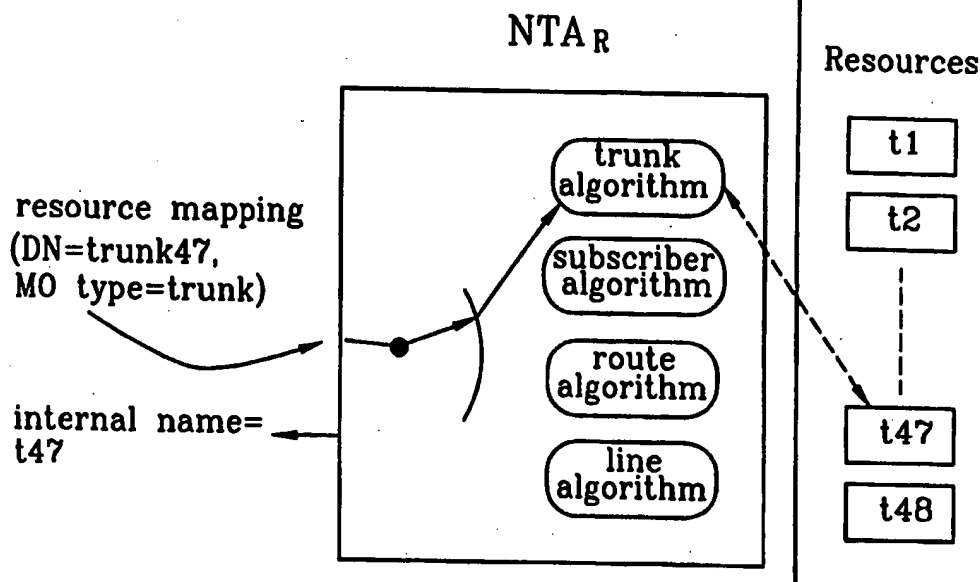 NTA R
Resources
resource mapping
(DN=trunk47,
MO type=trunk)
internal name=
t47
trunk
algorithm
subscriber
algorithm
route
algorithm
line
algorithm
t1
t2
t47
t48